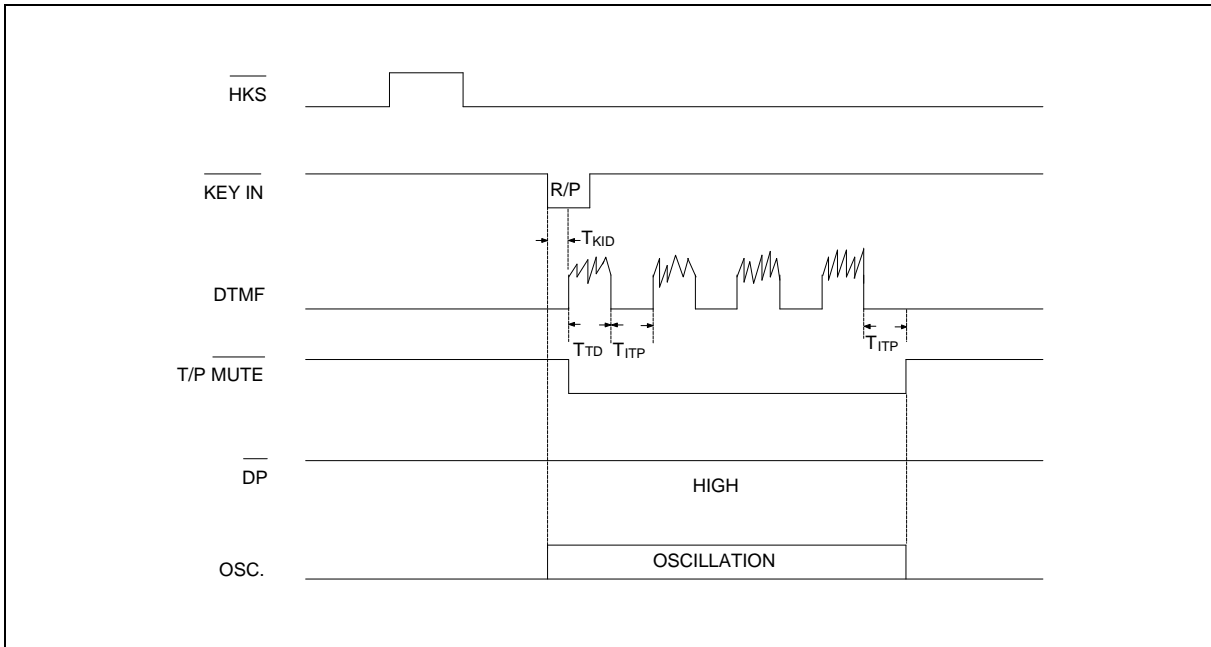 HKS
KEY IN
R/P
TKID
DTMF
TTD
TITP
TITP
T/P MUTE
DP
HIGH
OSC.
OSCILLATION